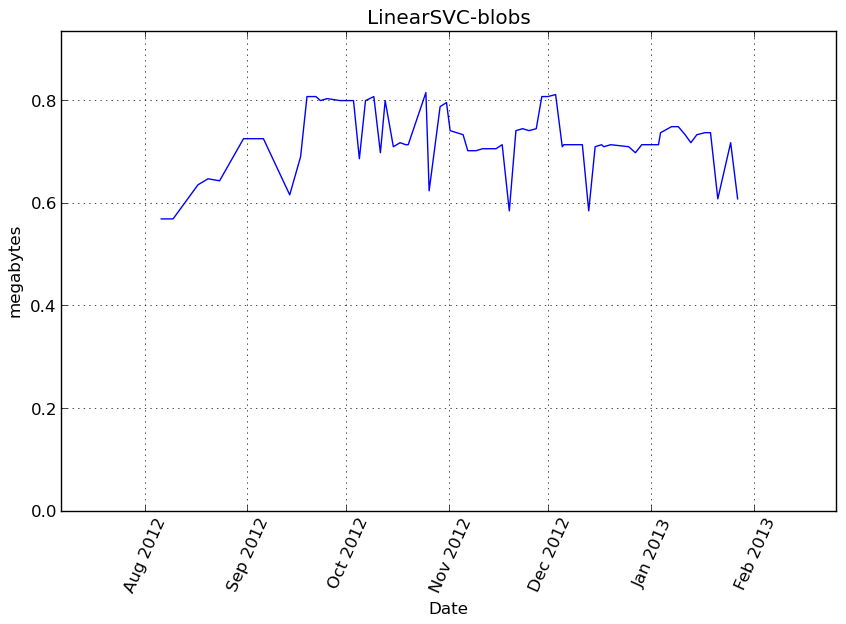 LinearSVC-blobs
megabytes
0.8
0.6
0.4
0.2
0.0
Aug 2012
Sep 2012
Oct 2012
Nov 2012
Dec 2012
Jan 2013
Feb 2013
Date